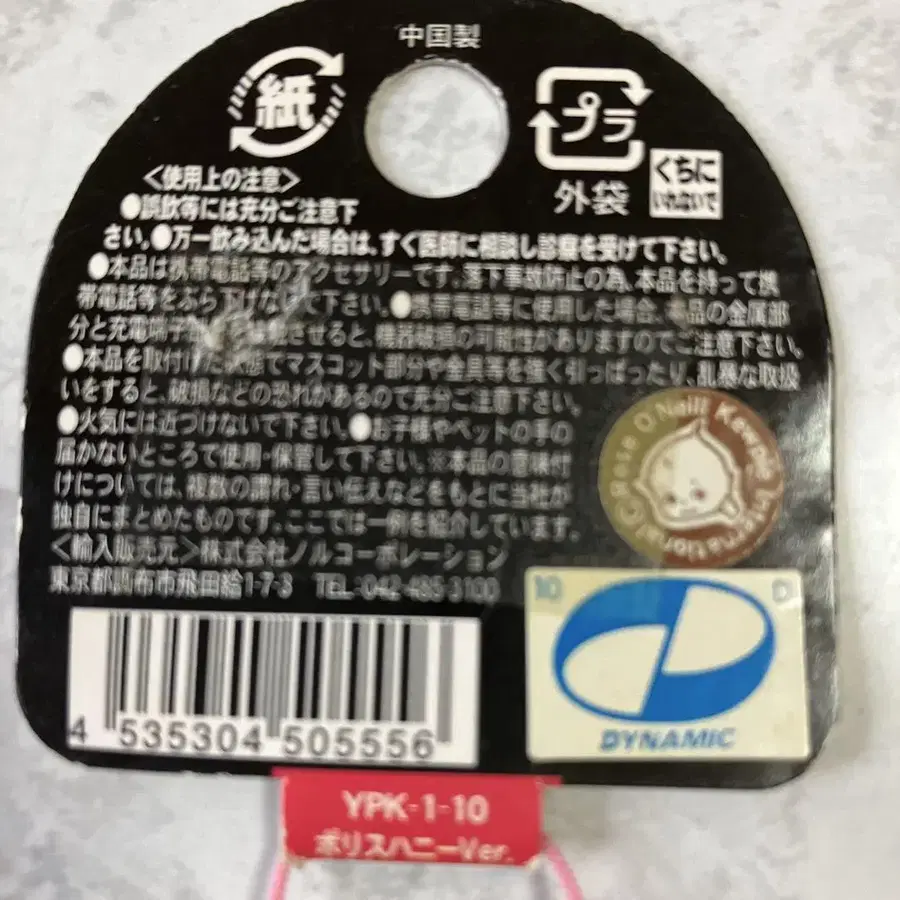 中国製
紙
プラ
外袋
くちに
いれないで
<使用上の注意>
●誤飲等には充分ご注意下
さい。●万一飲み込んだ場合は、すぐ医師に相談し診察を受けて下さい。
●本品は携帯電話等のアクセサリーです。落下事故防止の為、本品を持って携
帯電話等をぶら下げないで下さい。●携帯電話等に使用した場合、本品の金属部
分と充電端子 させると、機器破損の可能性がありますのでご注意下さい。
●本品を取付けた状態でマスコット部分や金具等を強く引っぱったり、乱暴な取扱
いをすると、破損などの恐れがあるので充分ご注意下さい。
●火気には近づけないで下さい。●お子様やペットの手の
届かないところで使用・保管して下さい。※本品の意味付
けについては、複数の謂れ・言い伝えなどをもとに当社が
独自にまとめたものです。ここでは一例を紹介しています。
<輸入販売元>株式会社ノルコーポレーション
東京都調布市飛田給1-7-3 TEL:042-485-3100
Rose O'Neill Kewpie International
10 D
DYNAMIC
4 535304 505556
YPK-1-10
ポリスハニーVer.